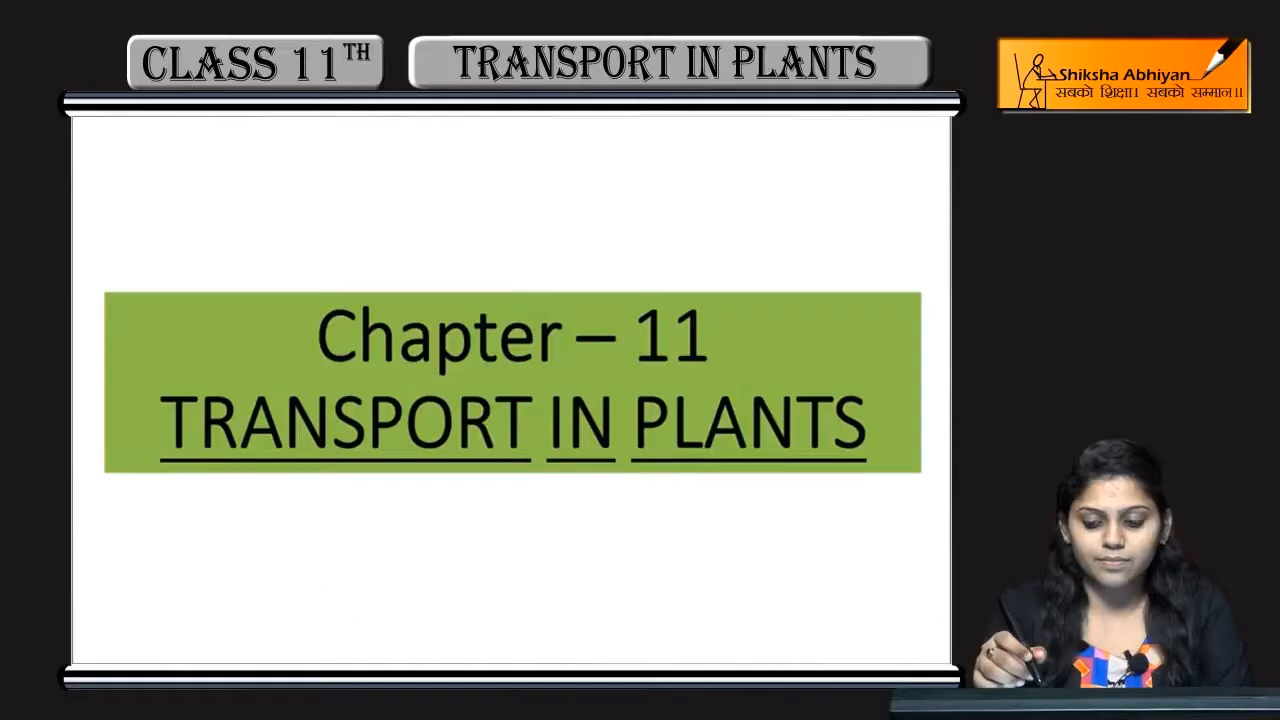 CLASS 11TH
TRANSPORT IN PLANTS
Shiksha Abhiyan
सबको शिक्षा। सबको सम्मान।।
Chapter – 11
TRANSPORT IN PLANTS